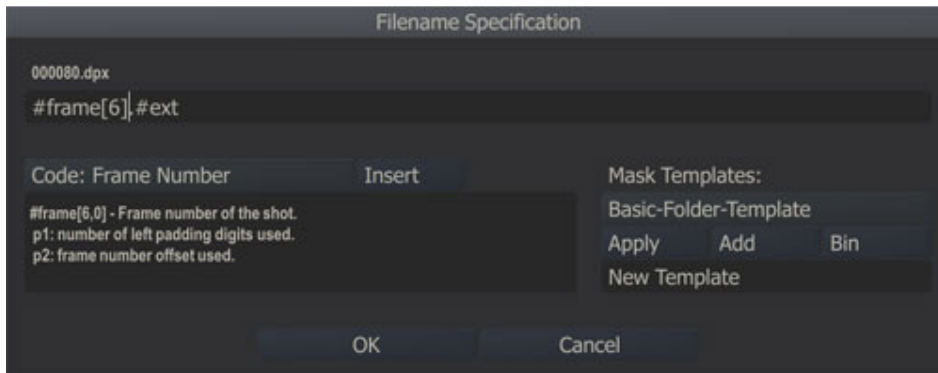 Filename Specification
000080.dpx
#frame[6].#ext
Code: Frame Number
Insert
#frame[6,0] - Frame number of the shot.
p1: number of left padding digits used.
p2: frame number offset used.
Mask Templates:
Basic-Folder-Template
Apply Add Bin
New Template
OK Cancel